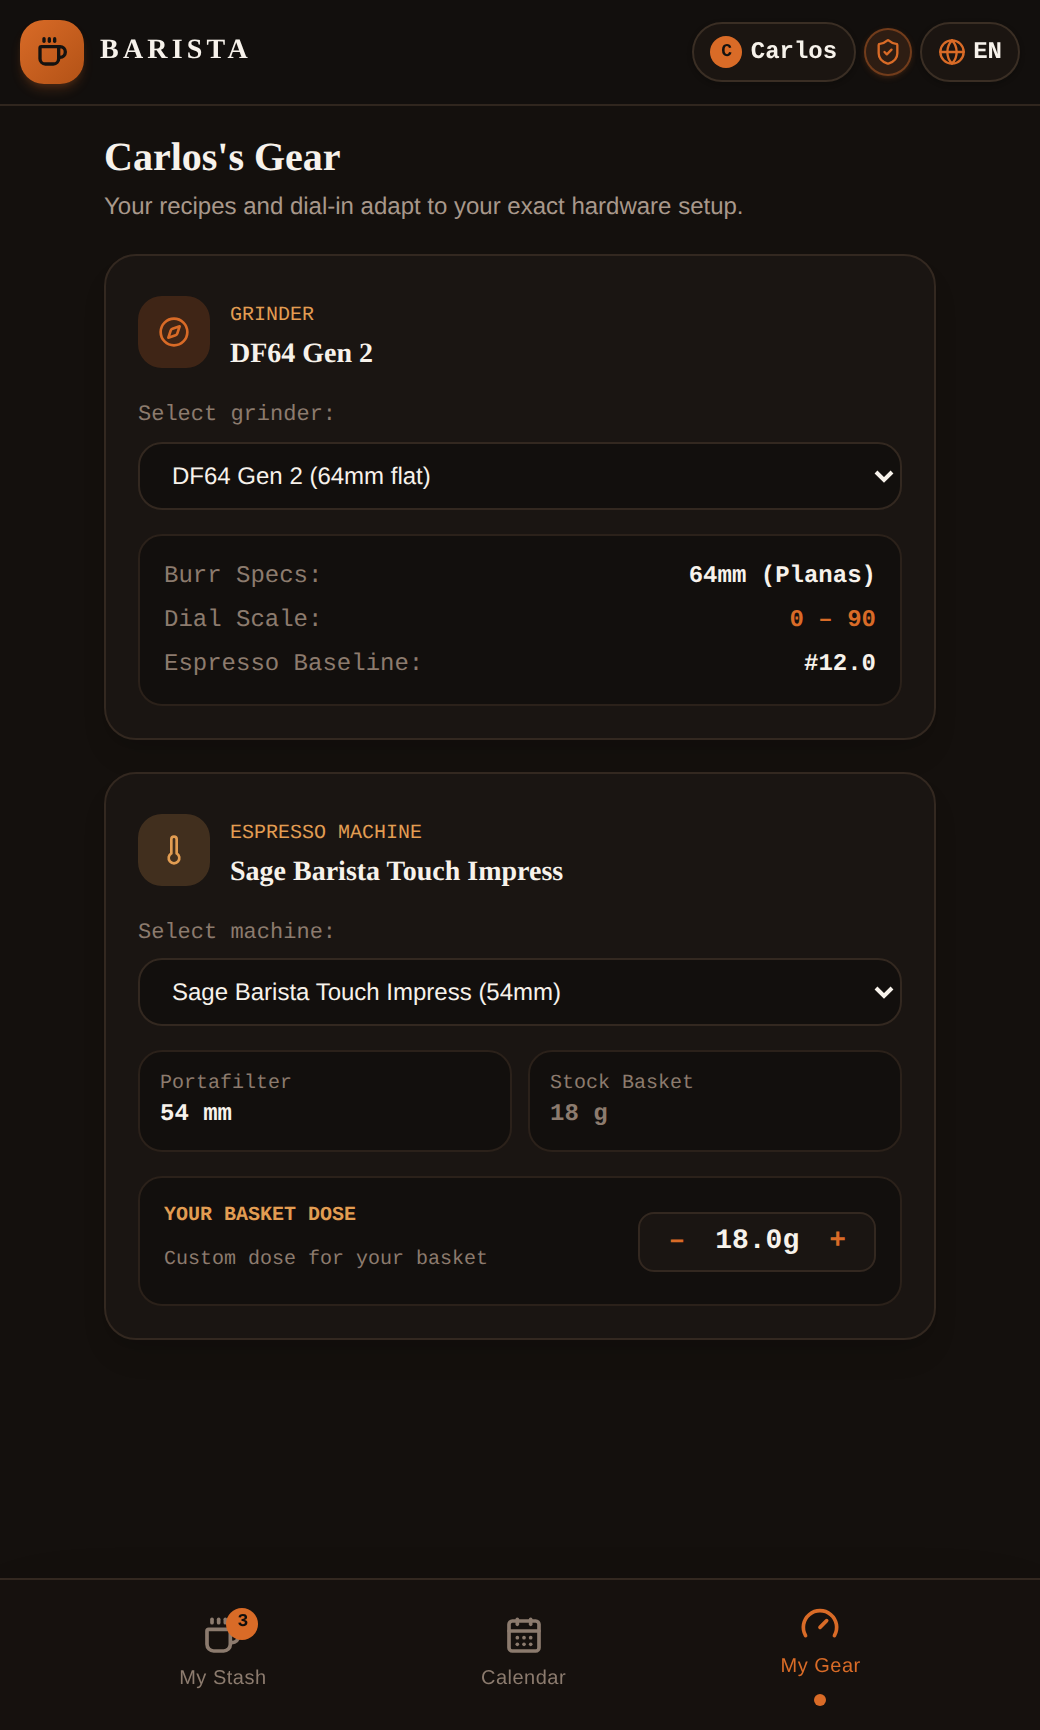 BARISTA
C Carlos
EN
Carlos's Gear
Your recipes and dial-in adapt to your exact hardware setup.
GRINDER
DF64 Gen 2
Select grinder:
DF64 Gen 2 (64mm flat)
Burr Specs: 64mm (Planas)
Dial Scale: 0 – 90
Espresso Baseline: #12.0
ESPRESSO MACHINE
Sage Barista Touch Impress
Select machine:
Sage Barista Touch Impress (54mm)
Portafilter
54 mm
Stock Basket
18 g
YOUR BASKET DOSE
Custom dose for your basket
– 18.0g +
3
My Stash
Calendar
My Gear